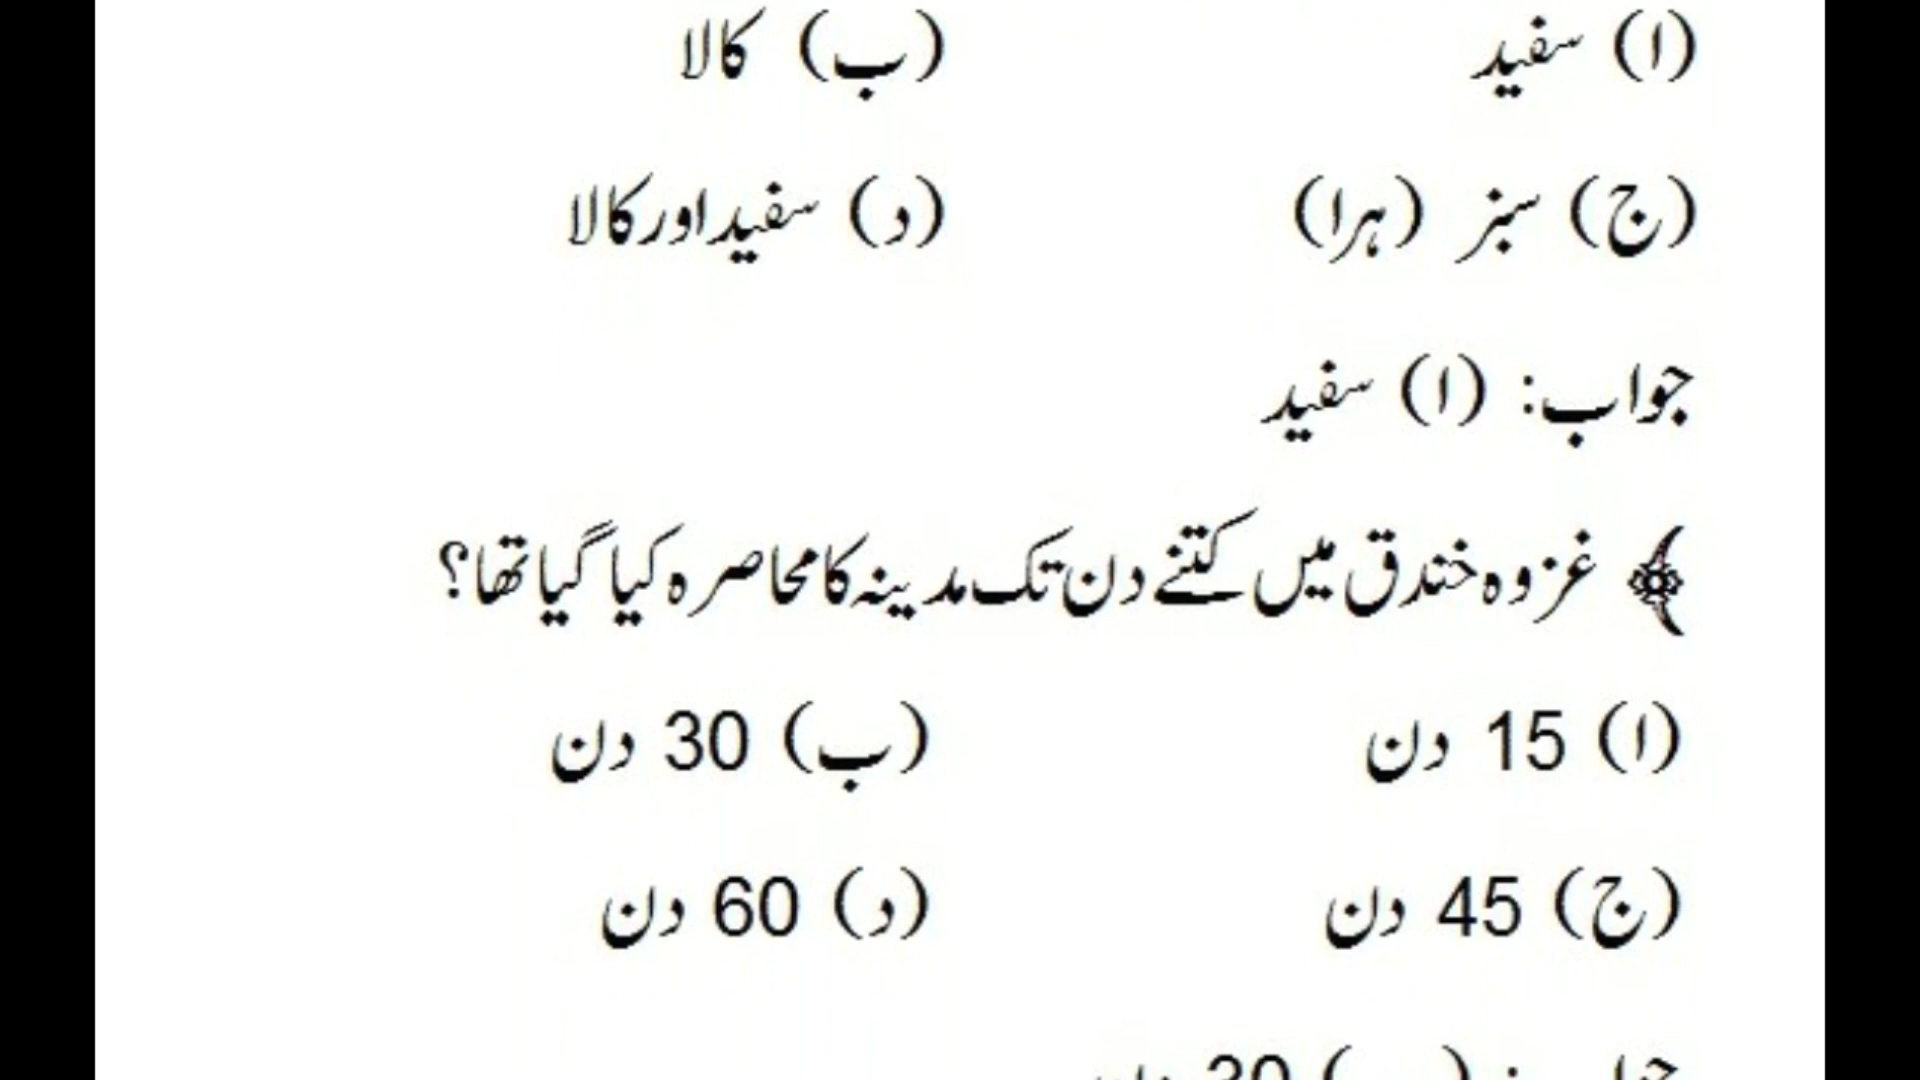 (ا) سفید (ب) کالا
(ج) سبز (ہرا) (د) سفید اور کالا
جواب: (ا) سفید
غزوہ خندق میں کتنے دن تک مدینہ کا محاصرہ کیا گیا تھا؟
(ا) 15 دن (ب) 30 دن
(ج) 45 دن (د) 60 دن